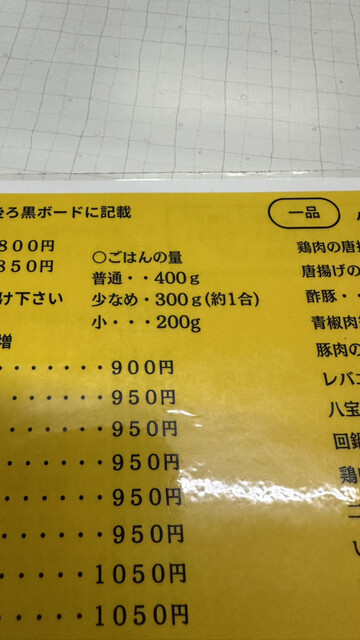 後ろ黒ボードに記載
800円
850円
け下さい
増
〇ごはんの量
普通・・400g
少なめ・300g(約1合)
小・・・200g
・・・・・・・900円
・・・・・・・950円
・・・・・・・950円
・・・・・・・950円
・・・・・・・950円
・・・・・・・950円
・・・・・・1050円
・・・・・・1050円
一品
鶏肉の唐
唐揚げの
酢豚・・
青椒肉
豚肉の
レバ
八宝
回鍋
鶏